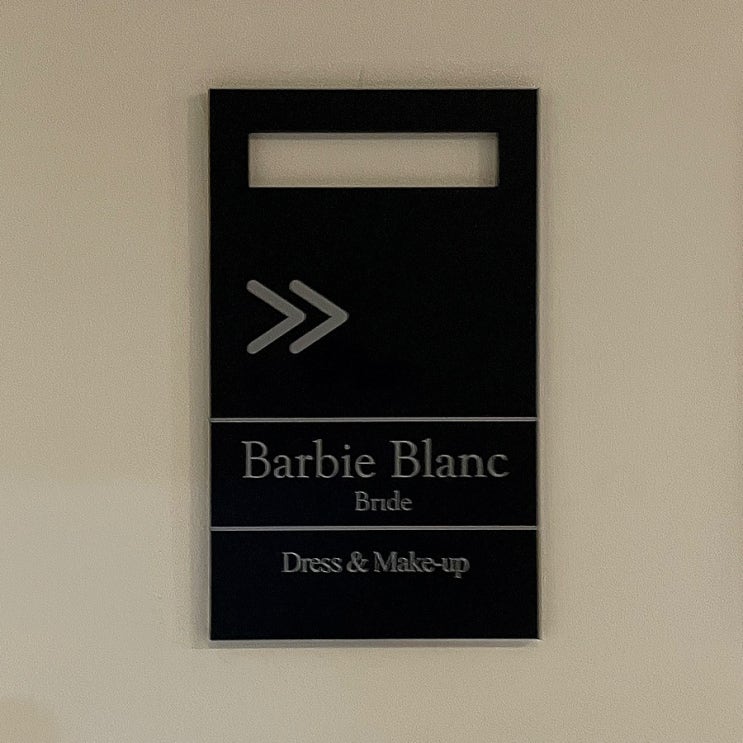 Barbie Blanc
Bride
Dress & Make-up